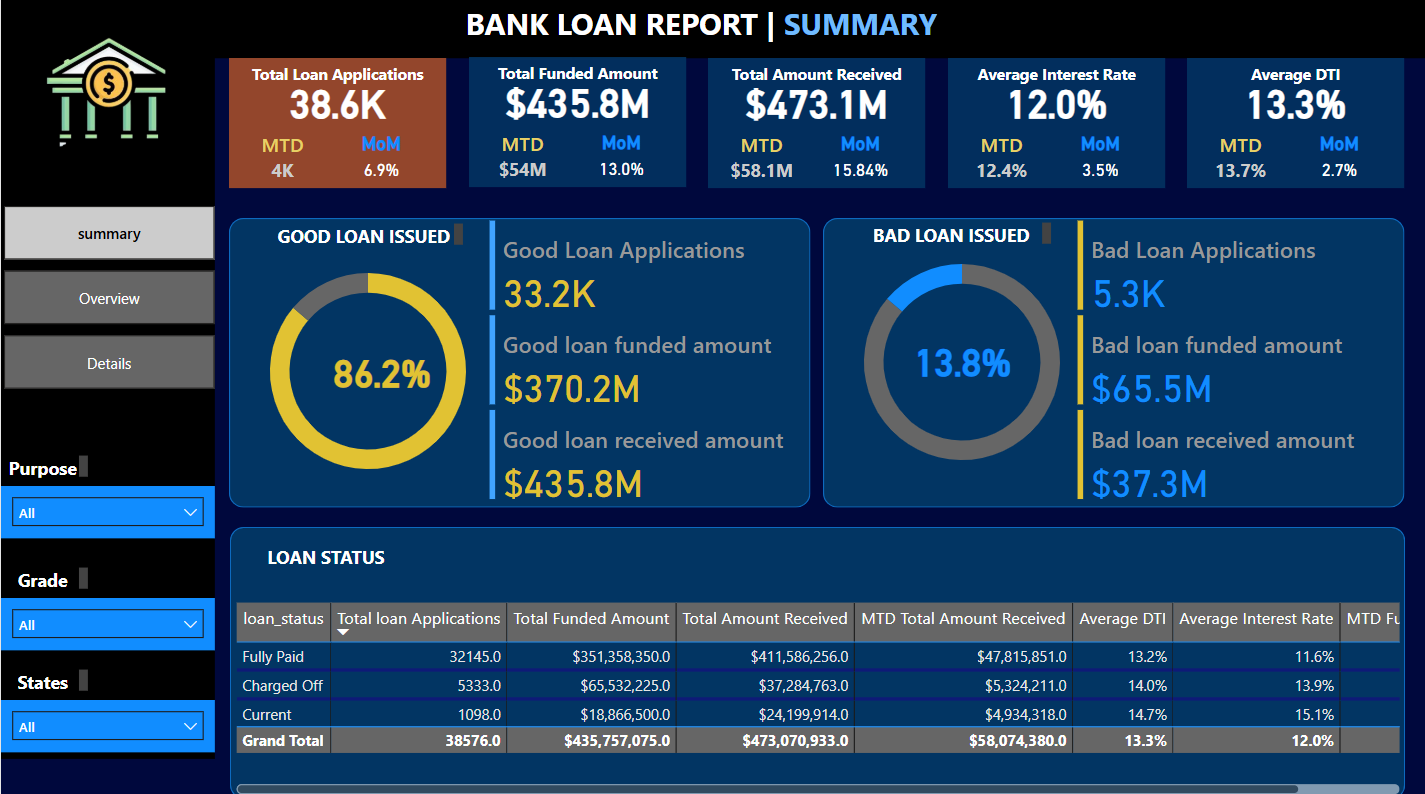 BANK LOAN REPORT | SUMMARY
$
Total Loan Applications
38.6K
MTD MoM
4K 6.9%
Total Funded Amount
$435.8M
MTD MoM
$54M 13.0%
Total Amount Received
$473.1M
MTD MoM
$58.1M 15.84%
Average Interest Rate
12.0%
MTD MoM
12.4% 3.5%
Average DTI
13.3%
MTD MoM
13.7% 2.7%
summary
Overview
Details
Purpose
All
Grade
All
States
All
GOOD LOAN ISSUED
86.2%
Good Loan Applications
33.2K
Good loan funded amount
$370.2M
Good loan received amount
$435.8M
BAD LOAN ISSUED
13.8%
Bad Loan Applications
5.3K
Bad loan funded amount
$65.5M
Bad loan received amount
$37.3M
LOAN STATUS
loan_status Total loan Applications Total Funded Amount Total Amount Received MTD Total Amount Received Average DTI Average Interest Rate MTD Fu
Fully Paid 32145.0 $351,358,350.0 $411,586,256.0 $47,815,851.0 13.2% 11.6%
Charged Off 5333.0 $65,532,225.0 $37,284,763.0 $5,324,211.0 14.0% 13.9%
Current 1098.0 $18,866,500.0 $24,199,914.0 $4,934,318.0 14.7% 15.1%
Grand Total 38576.0 $435,757,075.0 $473,070,933.0 $58,074,380.0 13.3% 12.0%